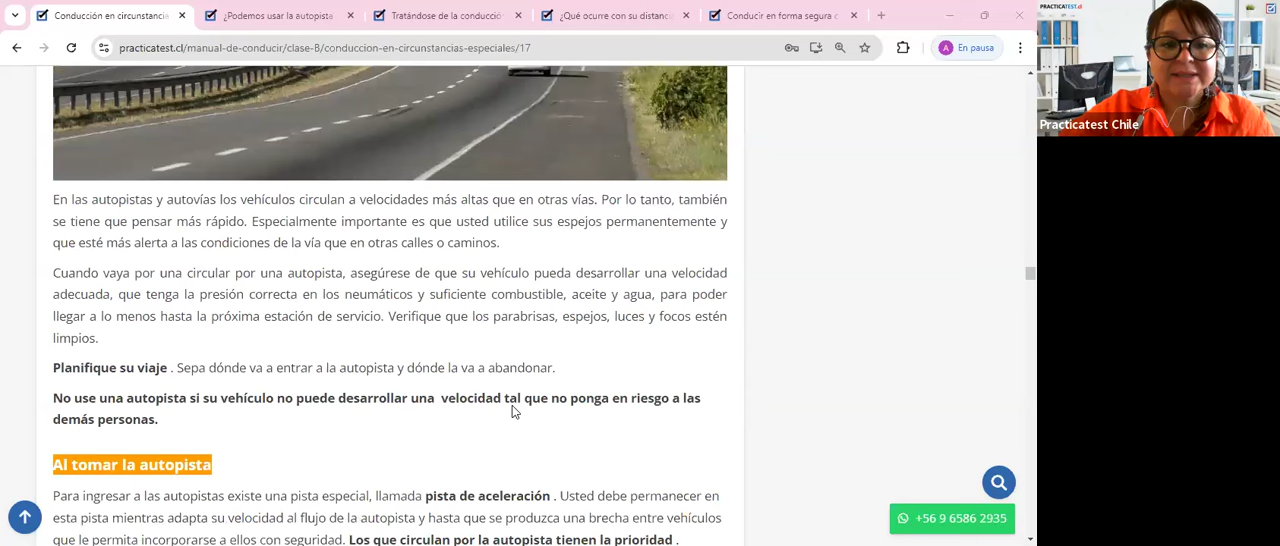 Conducción en circunstancia
¿Podemos usar la autopista
Tratándose de la conducció
¿Qué ocurre con su distanc
Conducir en forma segura c
practicatest.cl/manual-de-conducir/clase-B/conduccion-en-circunstancias-especiales/17
A
En pausa
PRACTICATEST.cl
Practicatest Chile
En las autopistas y autovías los vehículos circulan a velocidades más altas que en otras vías. Por lo tanto, también
se tiene que pensar más rápido. Especialmente importante es que usted utilice sus espejos permanentemente y
que esté más alerta a las condiciones de la vía que en otras calles o caminos.
Cuando vaya por una circular por una autopista, asegúrese de que su vehículo pueda desarrollar una velocidad
adecuada, que tenga la presión correcta en los neumáticos y suficiente combustible, aceite y agua, para poder
llegar a lo menos hasta la próxima estación de servicio. Verifique que los parabrisas, espejos, luces y focos estén
limpios.
Planifique su viaje . Sepa dónde va a entrar a la autopista y dónde la va a abandonar.
No use una autopista si su vehículo no puede desarrollar una velocidad tal que no ponga en riesgo a las
demás personas.
Al tomar la autopista
Para ingresar a las autopistas existe una pista especial, llamada pista de aceleración . Usted debe permanecer en
esta pista mientras adapta su velocidad al flujo de la autopista y hasta que se produzca una brecha entre vehículos
que le permita incorporarse a ellos con seguridad. Los que circulan por la autopista tienen la prioridad .
+56 9 6586 2935